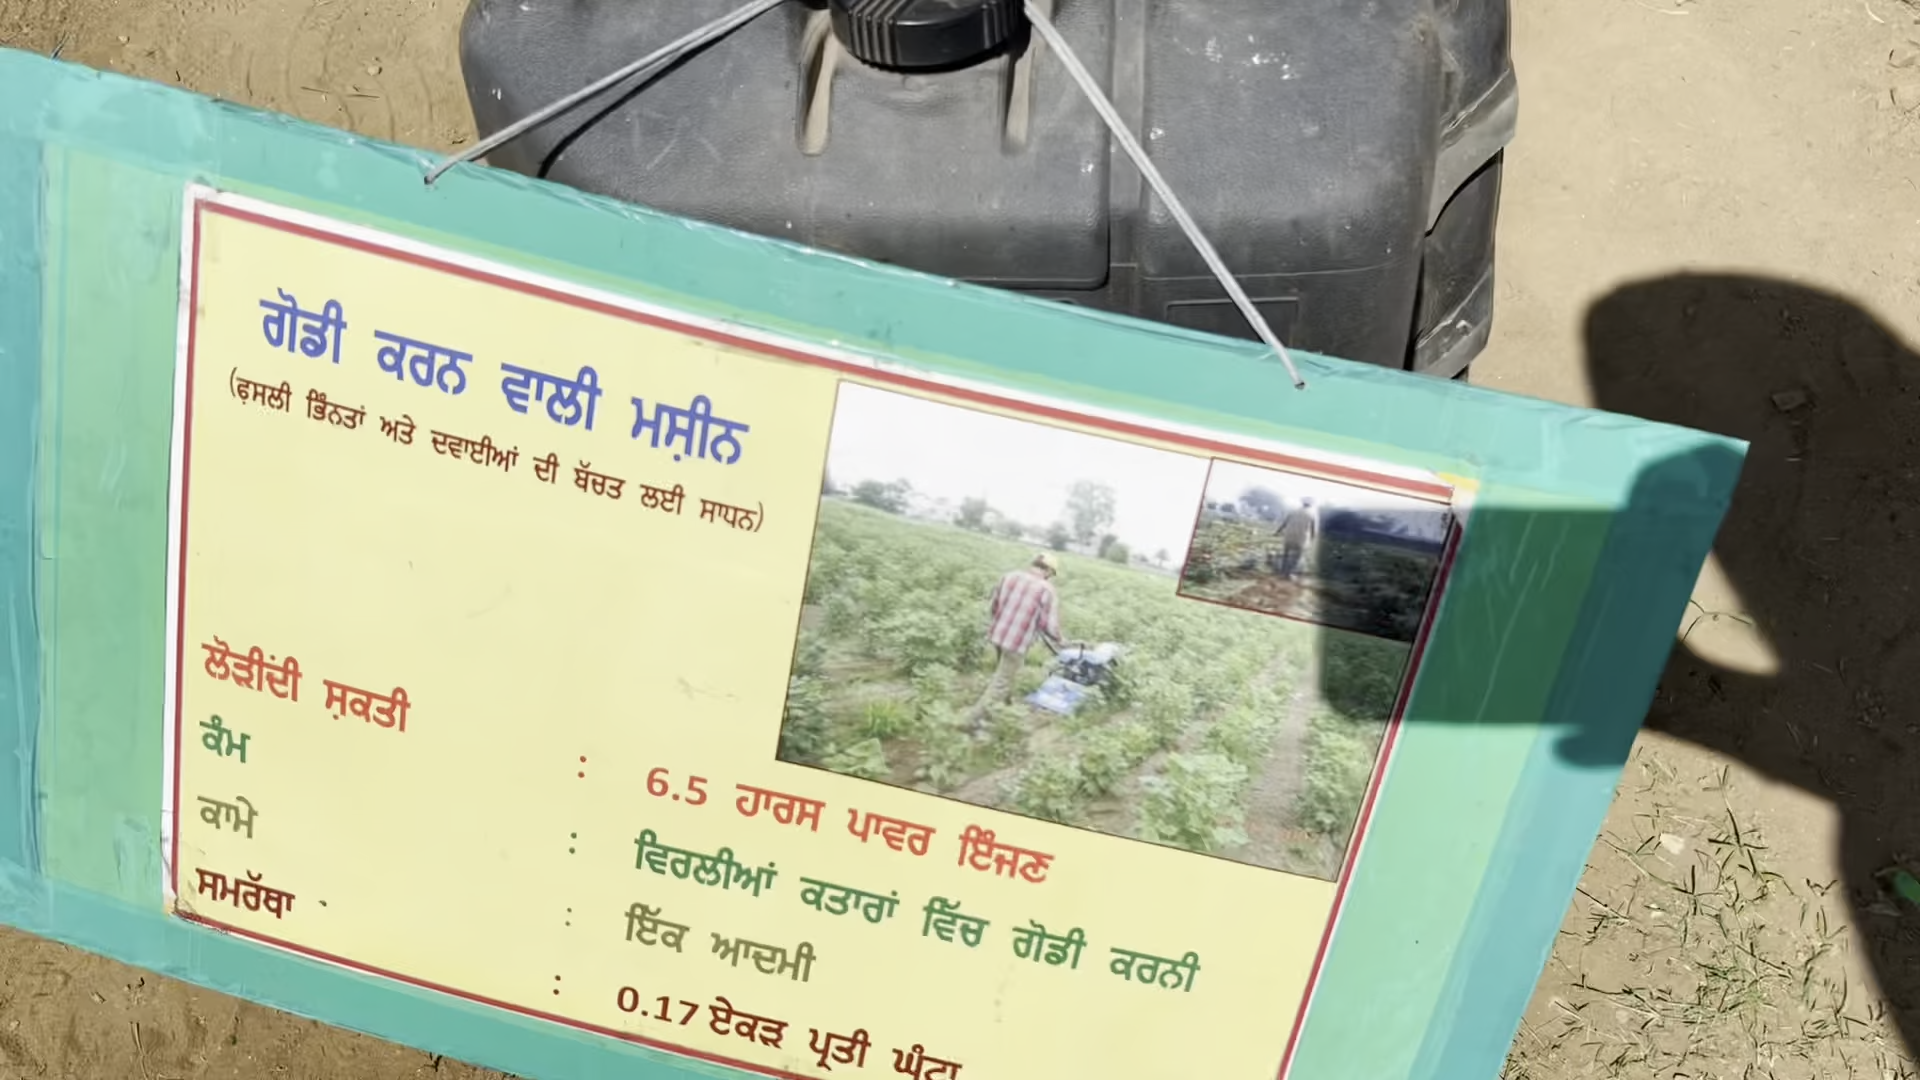 ਗੋਡੀ ਕਰਨ ਵਾਲੀ ਮਸ਼ੀਨ
(ਫ਼ਸਲੀ ਭਿੰਨਤਾਂ ਅਤੇ ਦਵਾਈਆਂ ਦੀ ਬੱਚਤ ਲਈ ਸਾਧਨ)
ਲੋੜੀਂਦੀ ਸ਼ਕਤੀ : 6.5 ਹਾਰਸ ਪਾਵਰ ਇੰਜਣ
ਕੰਮ : ਵਿਰਲੀਆਂ ਕਤਾਰਾਂ ਵਿੱਚ ਗੋਡੀ ਕਰਨੀ
ਕਾਮੇ : ਇੱਕ ਆਦਮੀ
ਸਮਰੱਥਾ : 0.17 ਏਕੜ ਪ੍ਰਤੀ ਘੰਟਾ